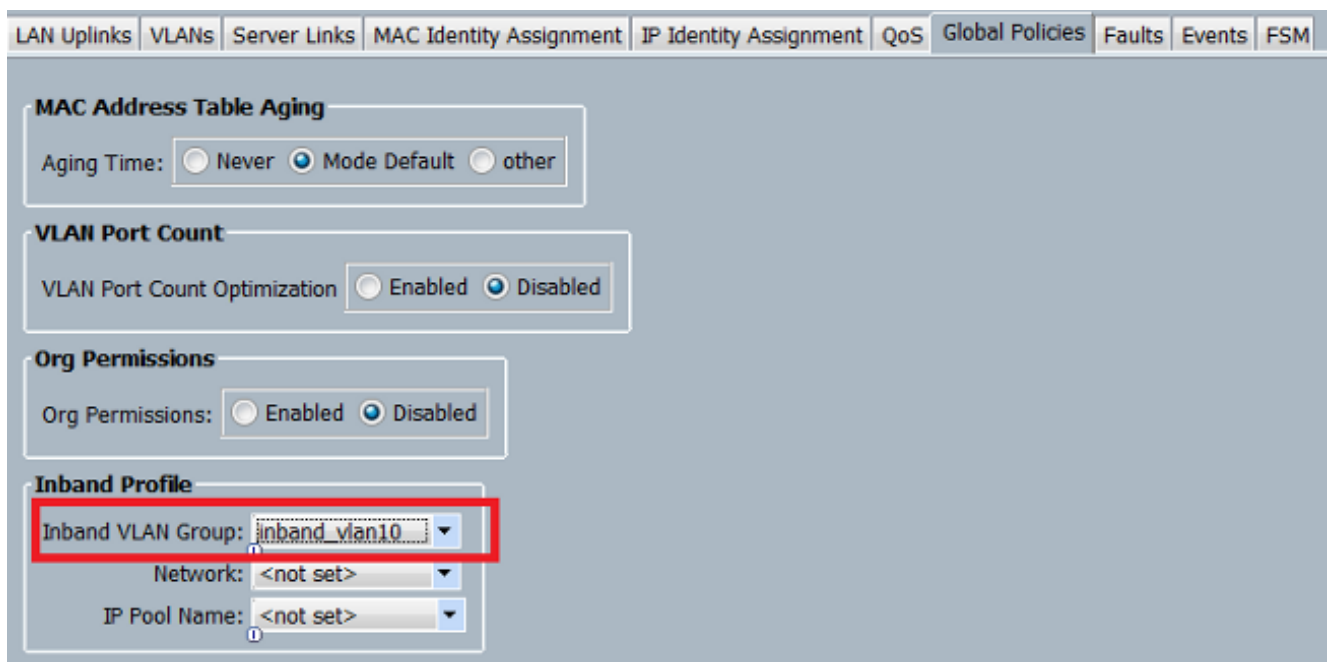 LAN Uplinks VLANs Server Links MAC Identity Assignment IP Identity Assignment QoS Global Policies Faults Events FSM
MAC Address Table Aging
Aging Time: Never Mode Default other
VLAN Port Count
VLAN Port Count Optimization Enabled Disabled
Org Permissions
Org Permissions: Enabled Disabled
Inband Profile
Inband VLAN Group: inband_vlan10
Network: <not set>
IP Pool Name: <not set>